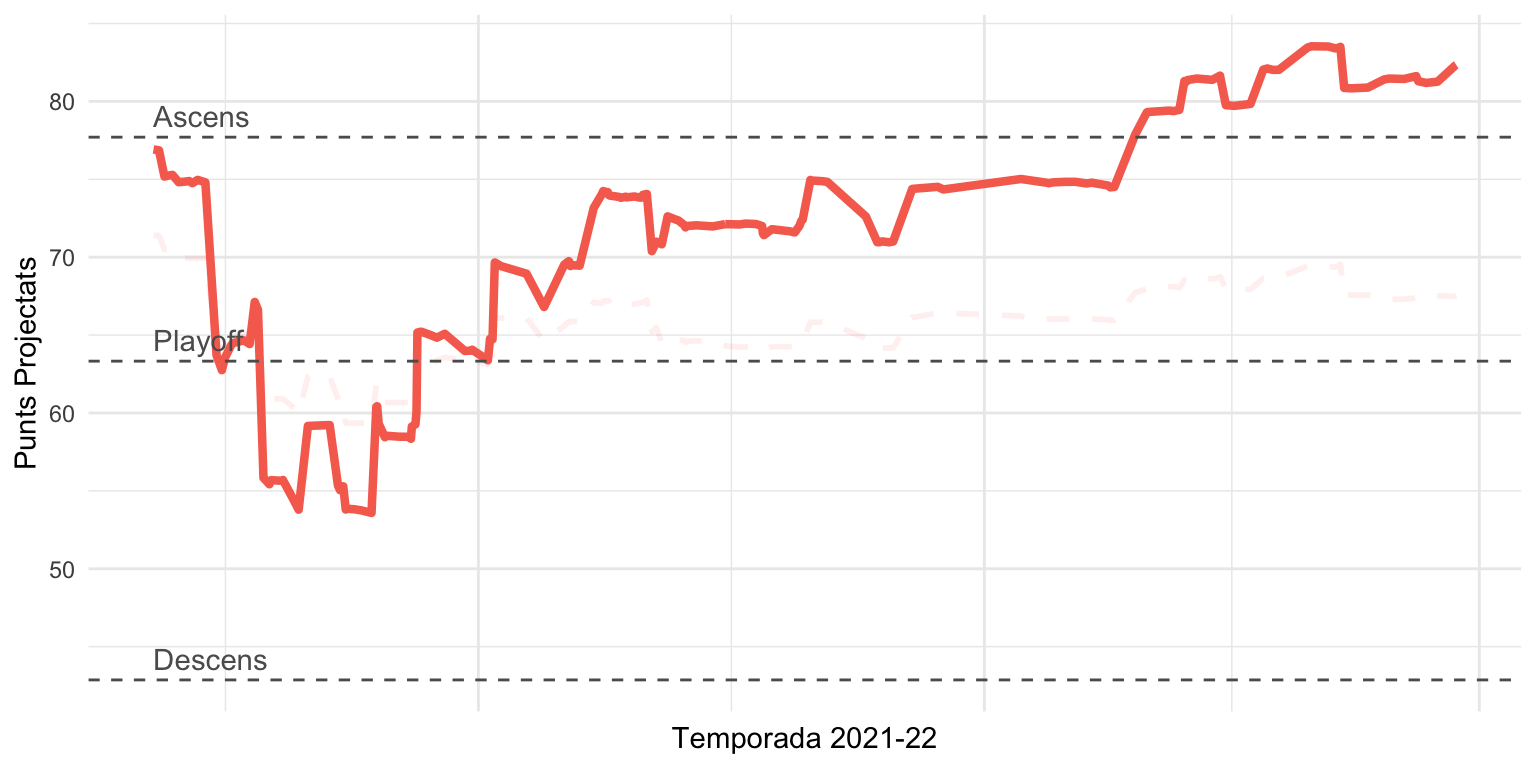 Punts Projectats
80
70
60
50
Ascens
Playoff
Descens
Temporada 2021-22